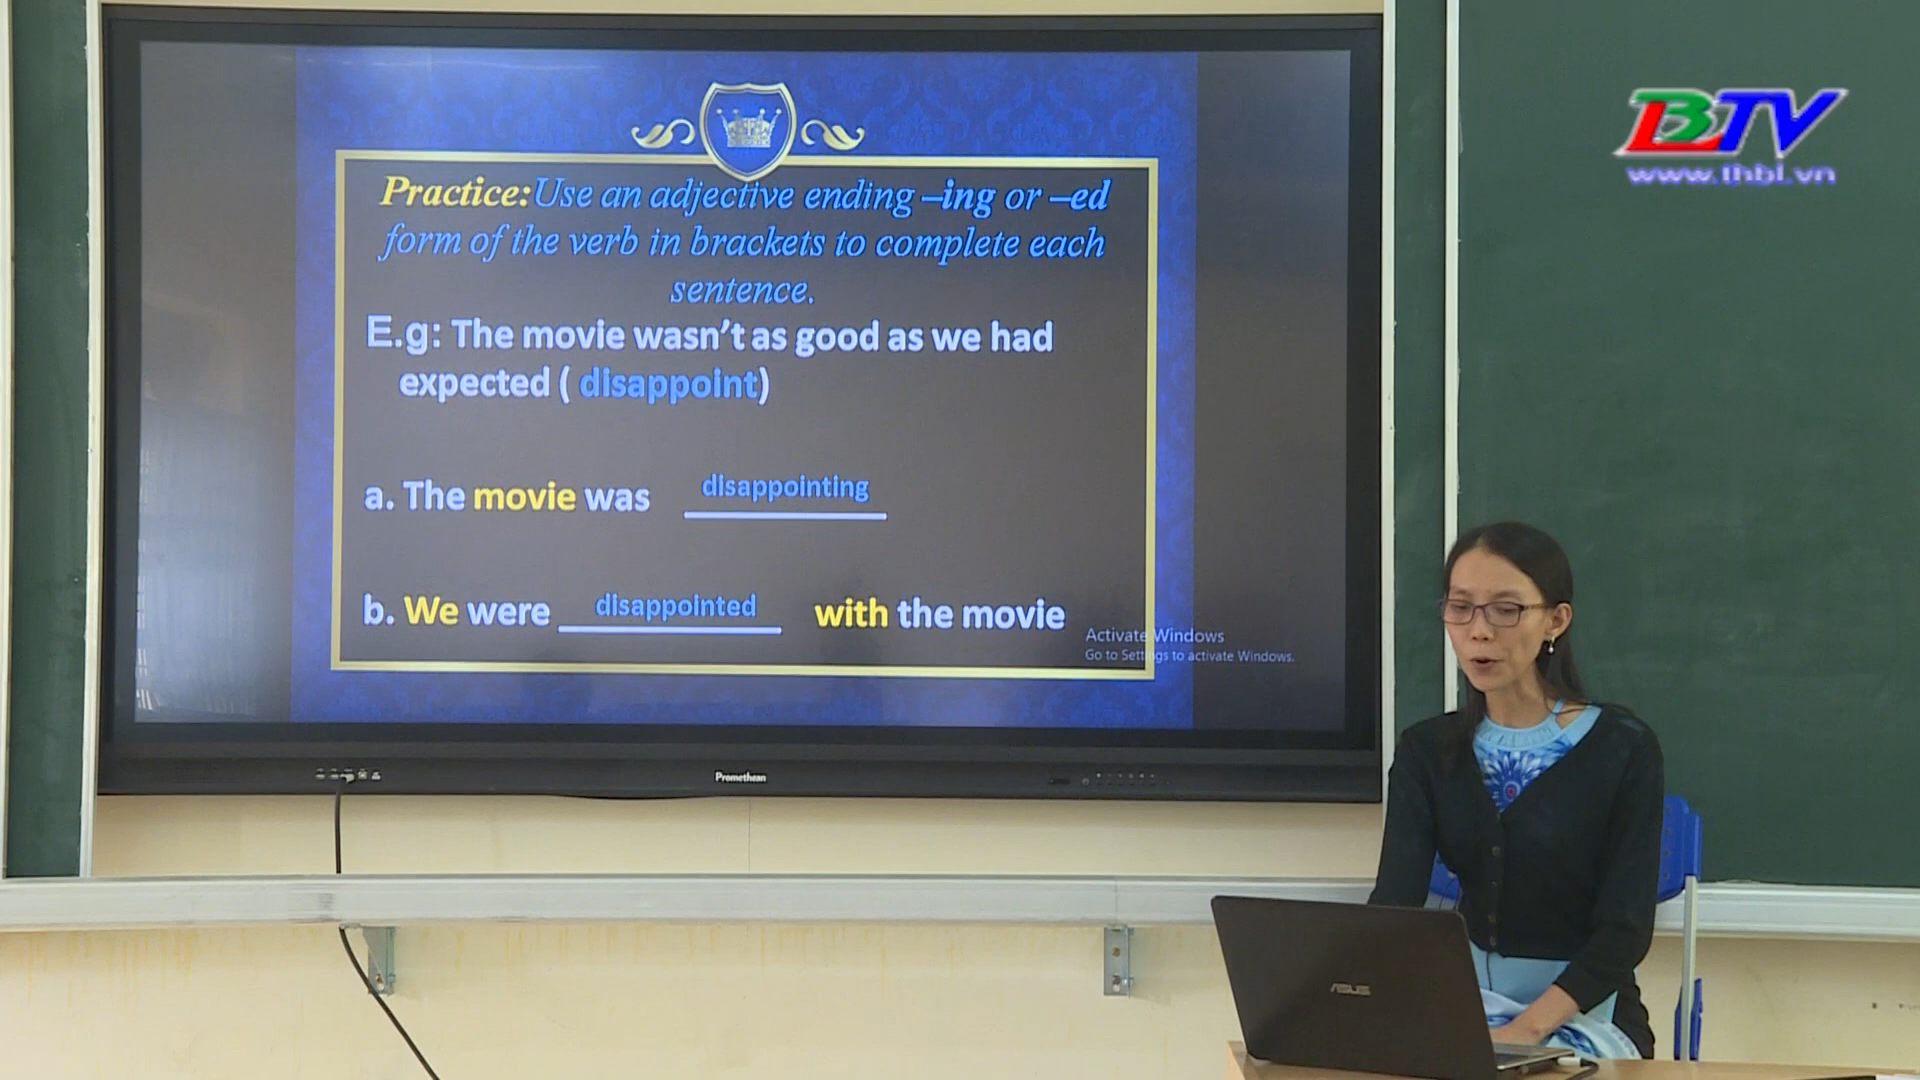 BTV
www.thbt.vn
Practice:Use an adjective ending –ing or –ed
form of the verb in brackets to complete each
sentence.
E.g: The movie wasn't as good as we had
expected ( disappoint)
a. The movie was disappointing
b. We were disappointed with the movie
Activate Windows
Go to Settings to activate Windows.
Promethean
ASUS